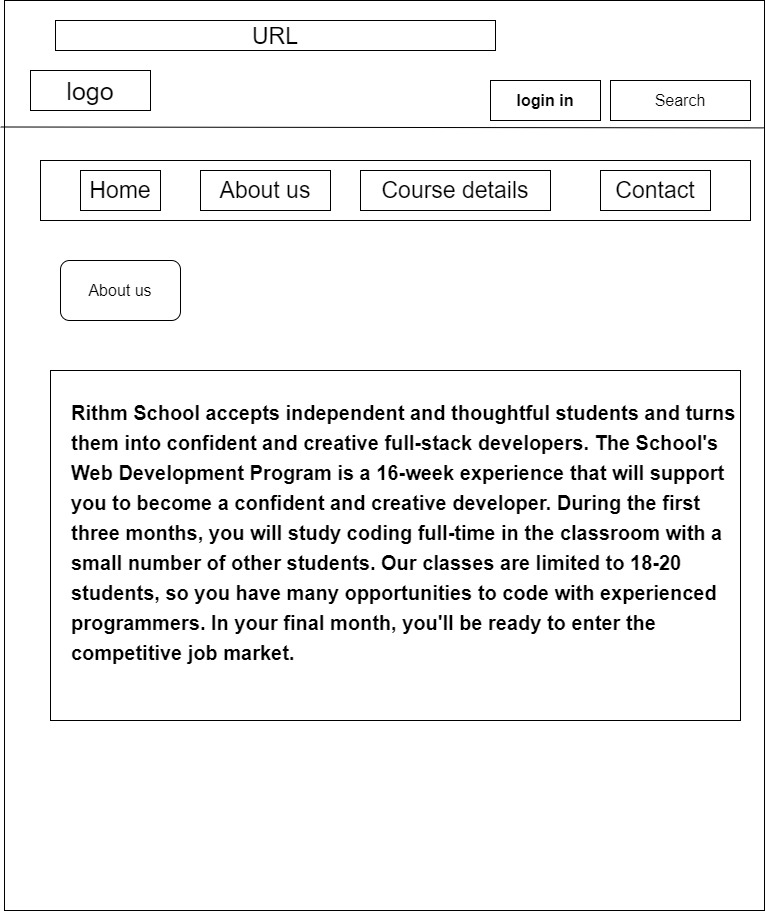 URL
logo
login in
Search
Home
About us
Course details
Contact
About us
Rithm School accepts independent and thoughtful students and turns
them into confident and creative full-stack developers. The School's
Web Development Program is a 16-week experience that will support
you to become a confident and creative developer. During the first
three months, you will study coding full-time in the classroom with a
small number of other students. Our classes are limited to 18-20
students, so you have many opportunities to code with experienced
programmers. In your final month, you'll be ready to enter the
competitive job market.